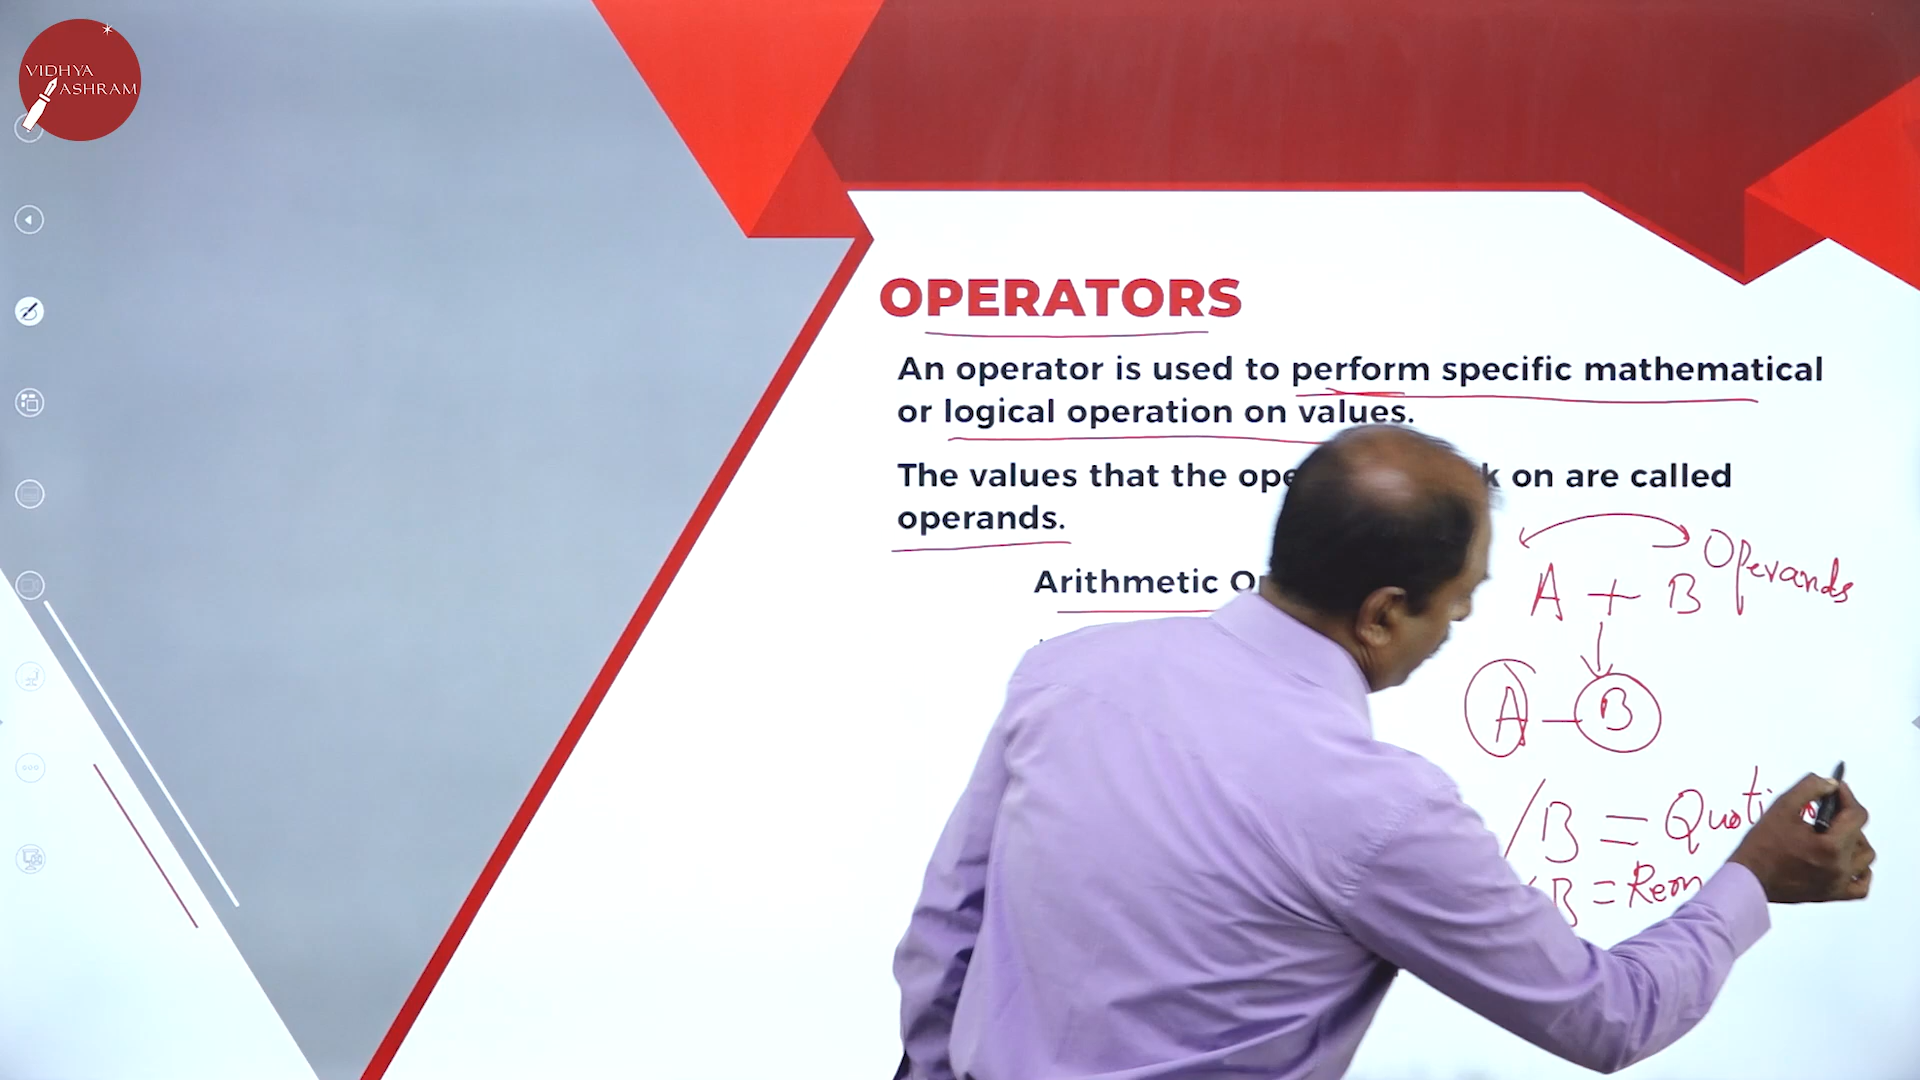 VIDHYA
ASHRAM
OPERATORS
An operator is used to perform specific mathematical
or logical operation on values.
The values that the on are called
operands.
Arithmetic
Operands
A + B
A - B
/B = Quoti
B = Rem